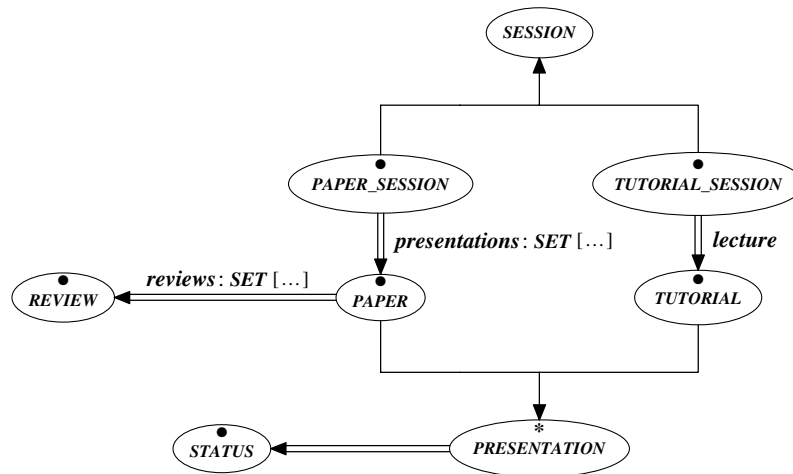 SESSION
PAPER_SESSION
TUTORIAL_SESSION
presentations: SET [...]
lecture
reviews: SET [...]
REVIEW
PAPER
TUTORIAL
*
STATUS
PRESENTATION